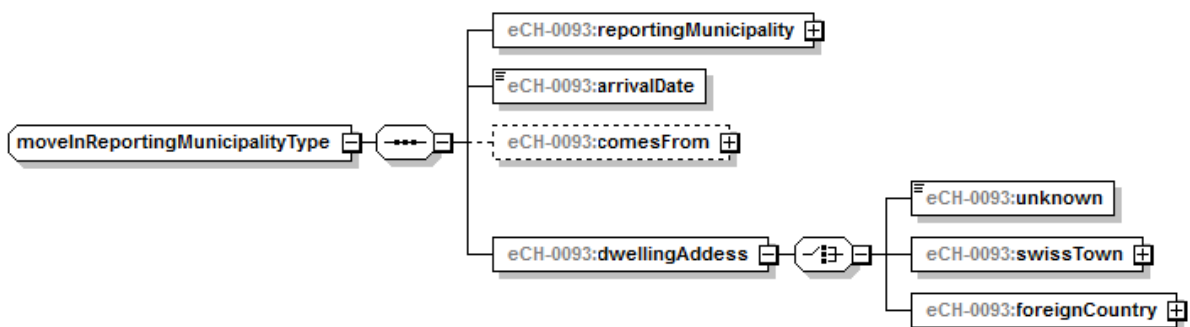 eCH-0093:reportingMunicipality
eCH-0093:arrivalDate
moveInReportingMunicipalityType
eCH-0093:comesFrom
eCH-0093:unknown
eCH-0093:dwellingAddess
eCH-0093:swissTown
eCH-0093:foreignCountry